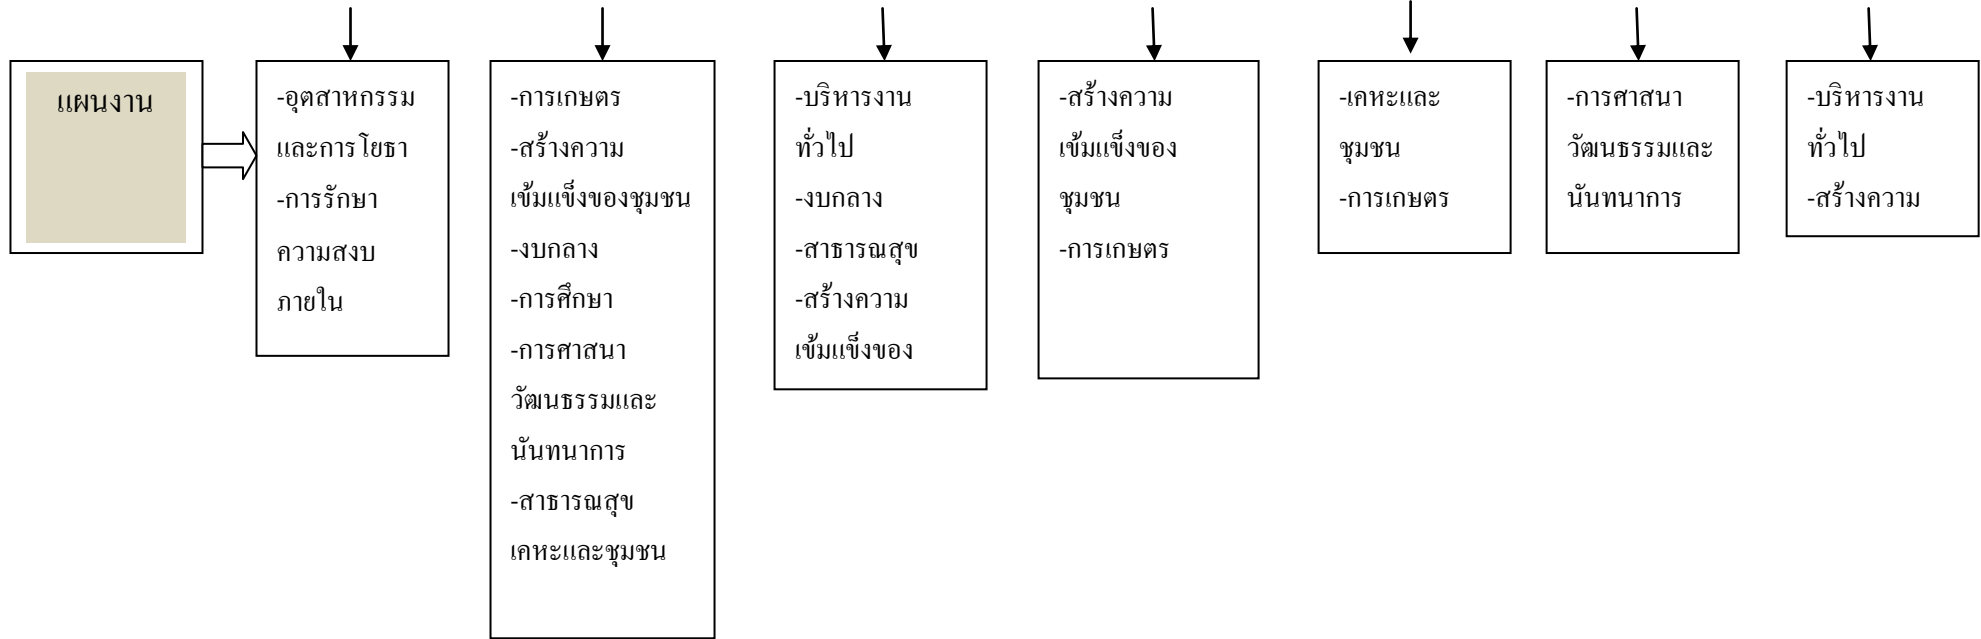 แผนงาน
-อุตสาหกรรม
และการโยธา
-การรักษา
ความสงบ
ภายใน
-การเกษตร
-สร้างความ
เข้มแข็งของชุมชน
-งบกลาง
-การศึกษา
-การศาสนา
วัฒนธรรมและ
นันทนาการ
-สาธารณสุข
เคหะและชุมชน
-บริหารงาน
ทั่วไป
-งบกลาง
-สาธารณสุข
-สร้างความ
เข้มแข็งของ
-สร้างความ
เข้มแข็งของ
ชุมชน
-การเกษตร
-เคหะและ
ชุมชน
-การเกษตร
-การศาสนา
วัฒนธรรมและ
นันทนาการ
-บริหารงาน
ทั่วไป
-สร้างความ